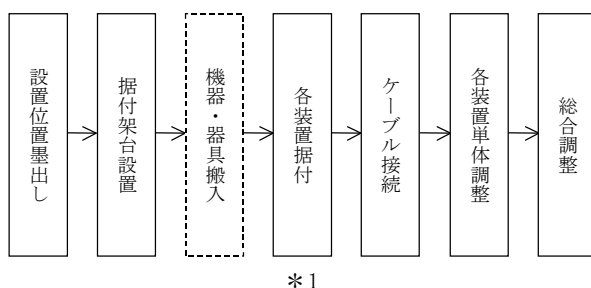 設置位置墨出し
据付架台設置
機器・器具搬入
各装置据付
ケーブル接続
各装置単体調整
総合調整
＊1